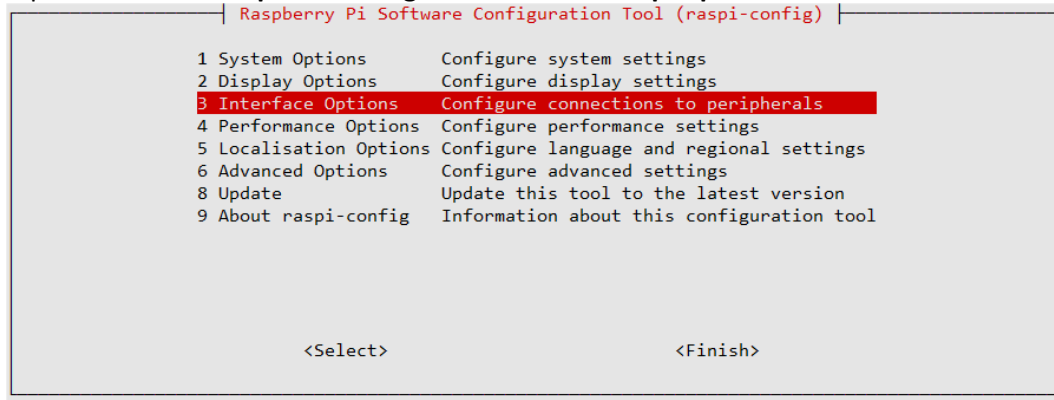 Raspberry Pi Software Configuration Tool (raspi-config)
1 System Options Configure system settings
2 Display Options Configure display settings
3 Interface Options Configure connections to peripherals
4 Performance Options Configure performance settings
5 Localisation Options Configure language and regional settings
6 Advanced Options Configure advanced settings
8 Update Update this tool to the latest version
9 About raspi-config Information about this configuration tool
<Select> <Finish>